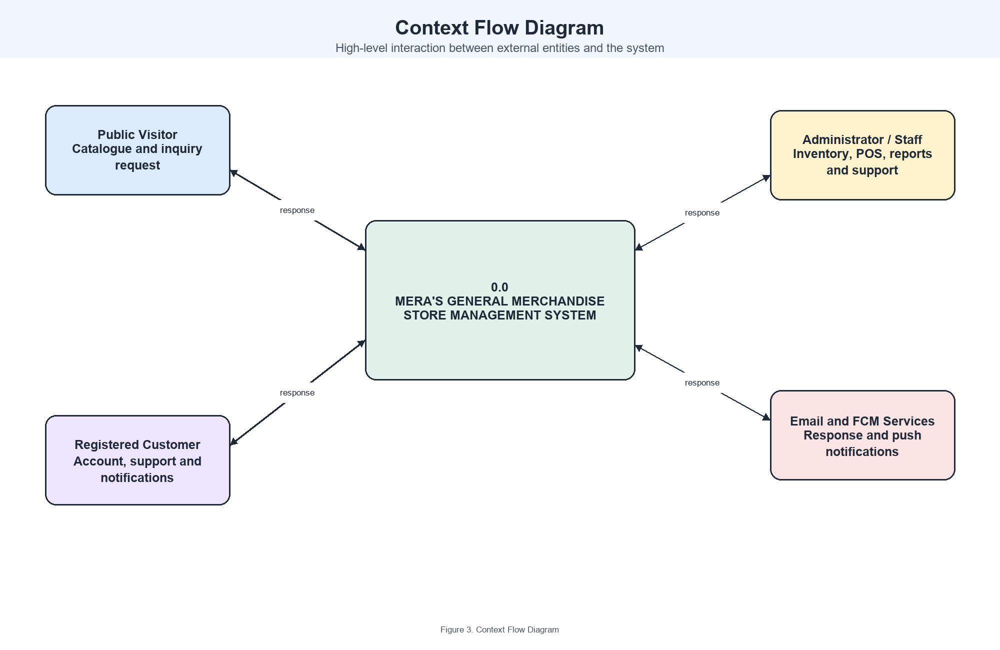 Context Flow Diagram
High-level interaction between external entities and the system
Public Visitor
Catalogue and inquiry
request
Administrator / Staff
Inventory, POS, reports
and support
response
response
0.0
MERA'S GENERAL MERCHANDISE
STORE MANAGEMENT SYSTEM
response
response
Registered Customer
Account, support and
notifications
Email and FCM Services
Response and push
notifications
Figure 3. Context Flow Diagram